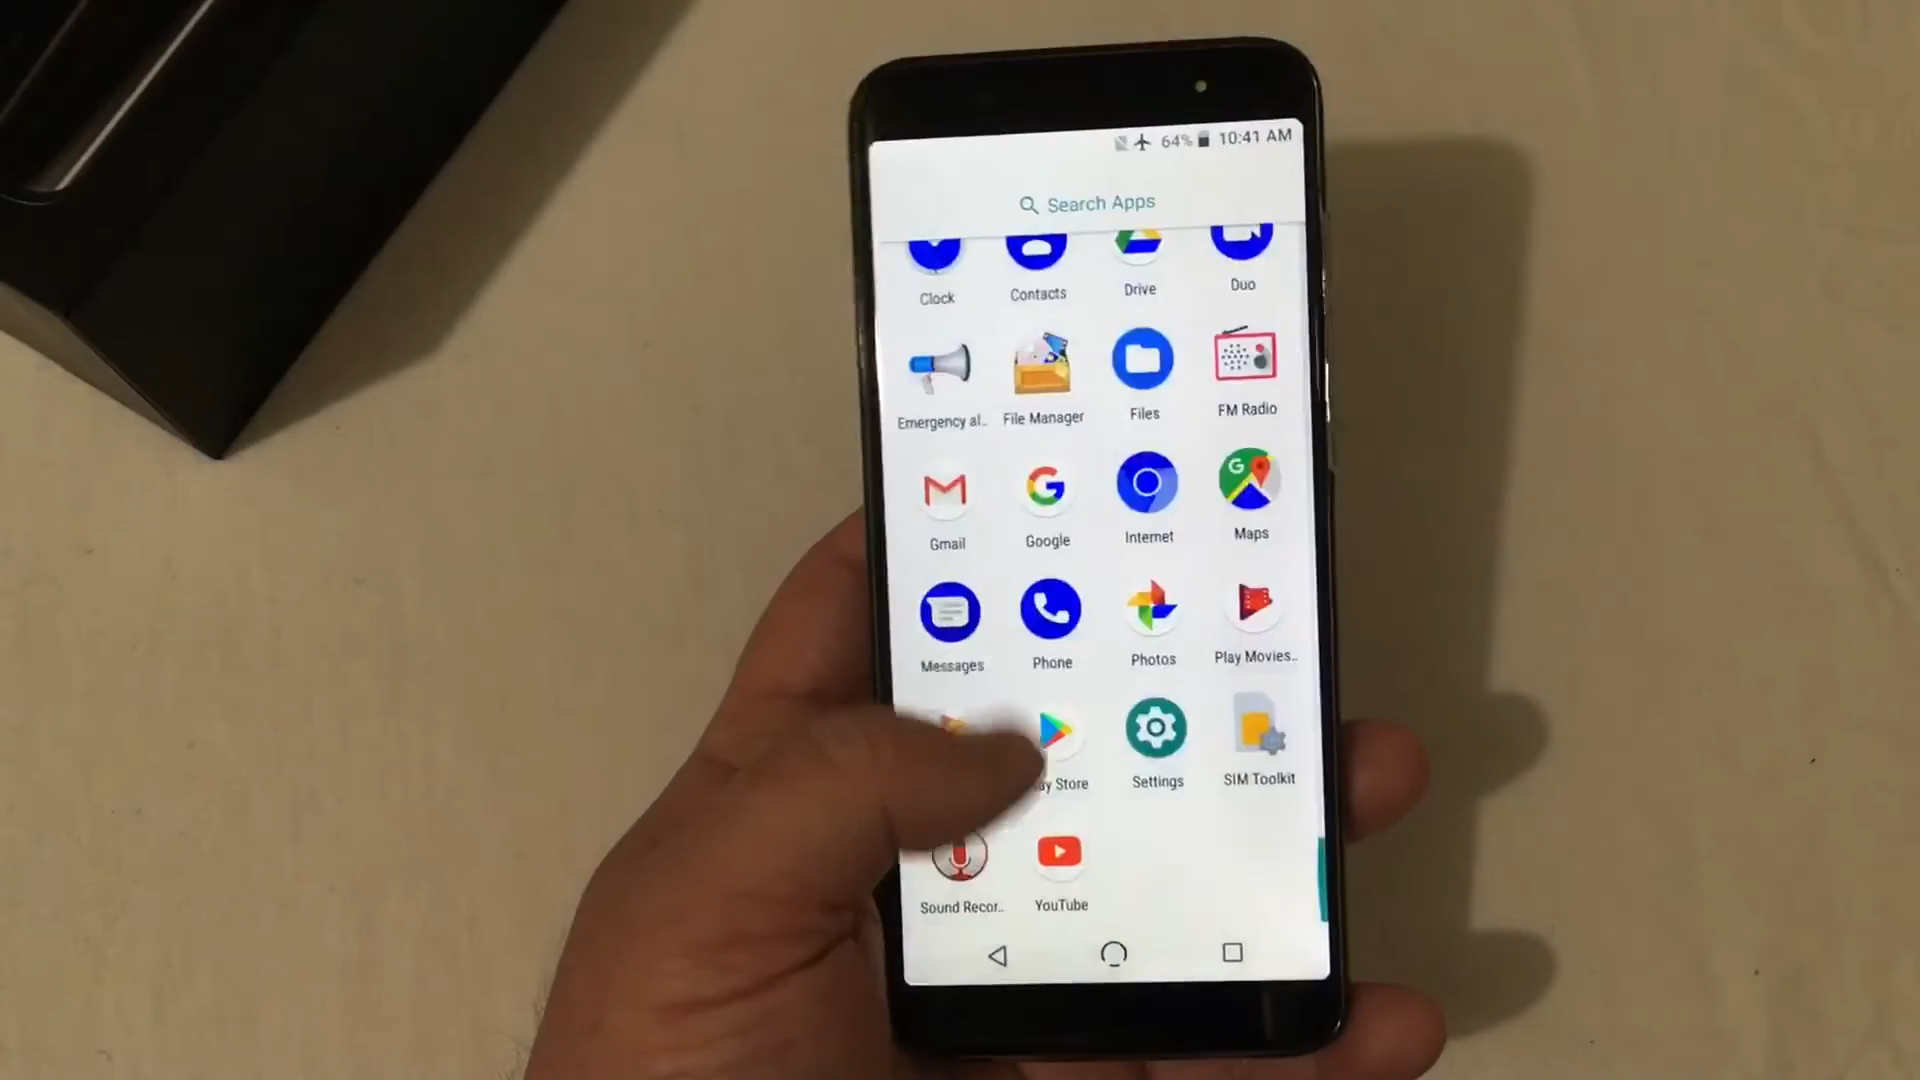 64% 10:41 AM
Search Apps
Clock Contacts Drive Duo
Emergency al.. File Manager Files FM Radio
G
Gmail Google Internet Maps
Messages Phone Photos Play Movies..
ay Store Settings SIM Toolkit
Sound Recor.. YouTube